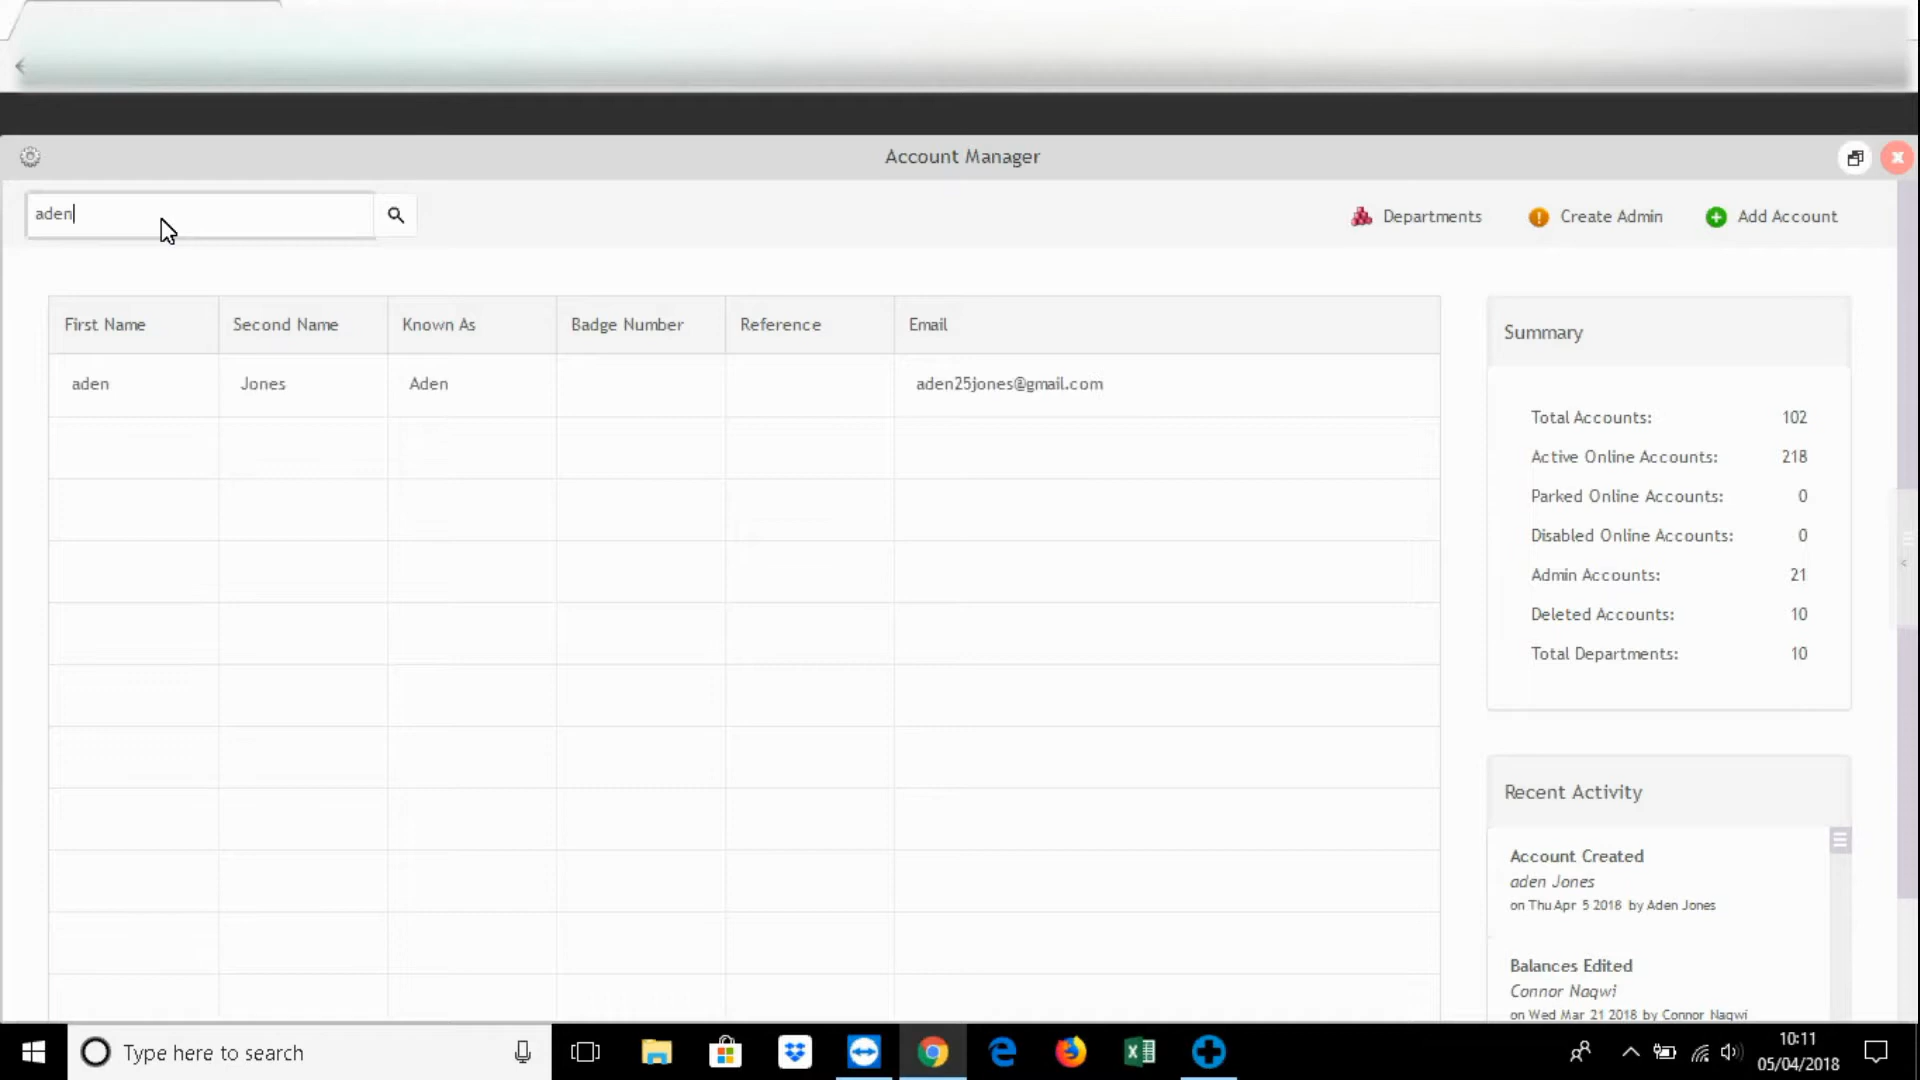 Account Manager
aden
Departments
Create Admin
Add Account
First Name Second Name Known As Badge Number Reference Email
aden Jones Aden aden25jones@gmail.com
Summary
Total Accounts: 102
Active Online Accounts: 218
Parked Online Accounts: 0
Disabled Online Accounts: 0
Admin Accounts: 21
Deleted Accounts: 10
Total Departments: 10
Recent Activity
Account Created
aden Jones
on Thu Apr 5 2018 by Aden Jones
Balances Edited
Connor Naqwi
on Wed Mar 21 2018 by Connor Naqwi
Type here to search
10:11
05/04/2018